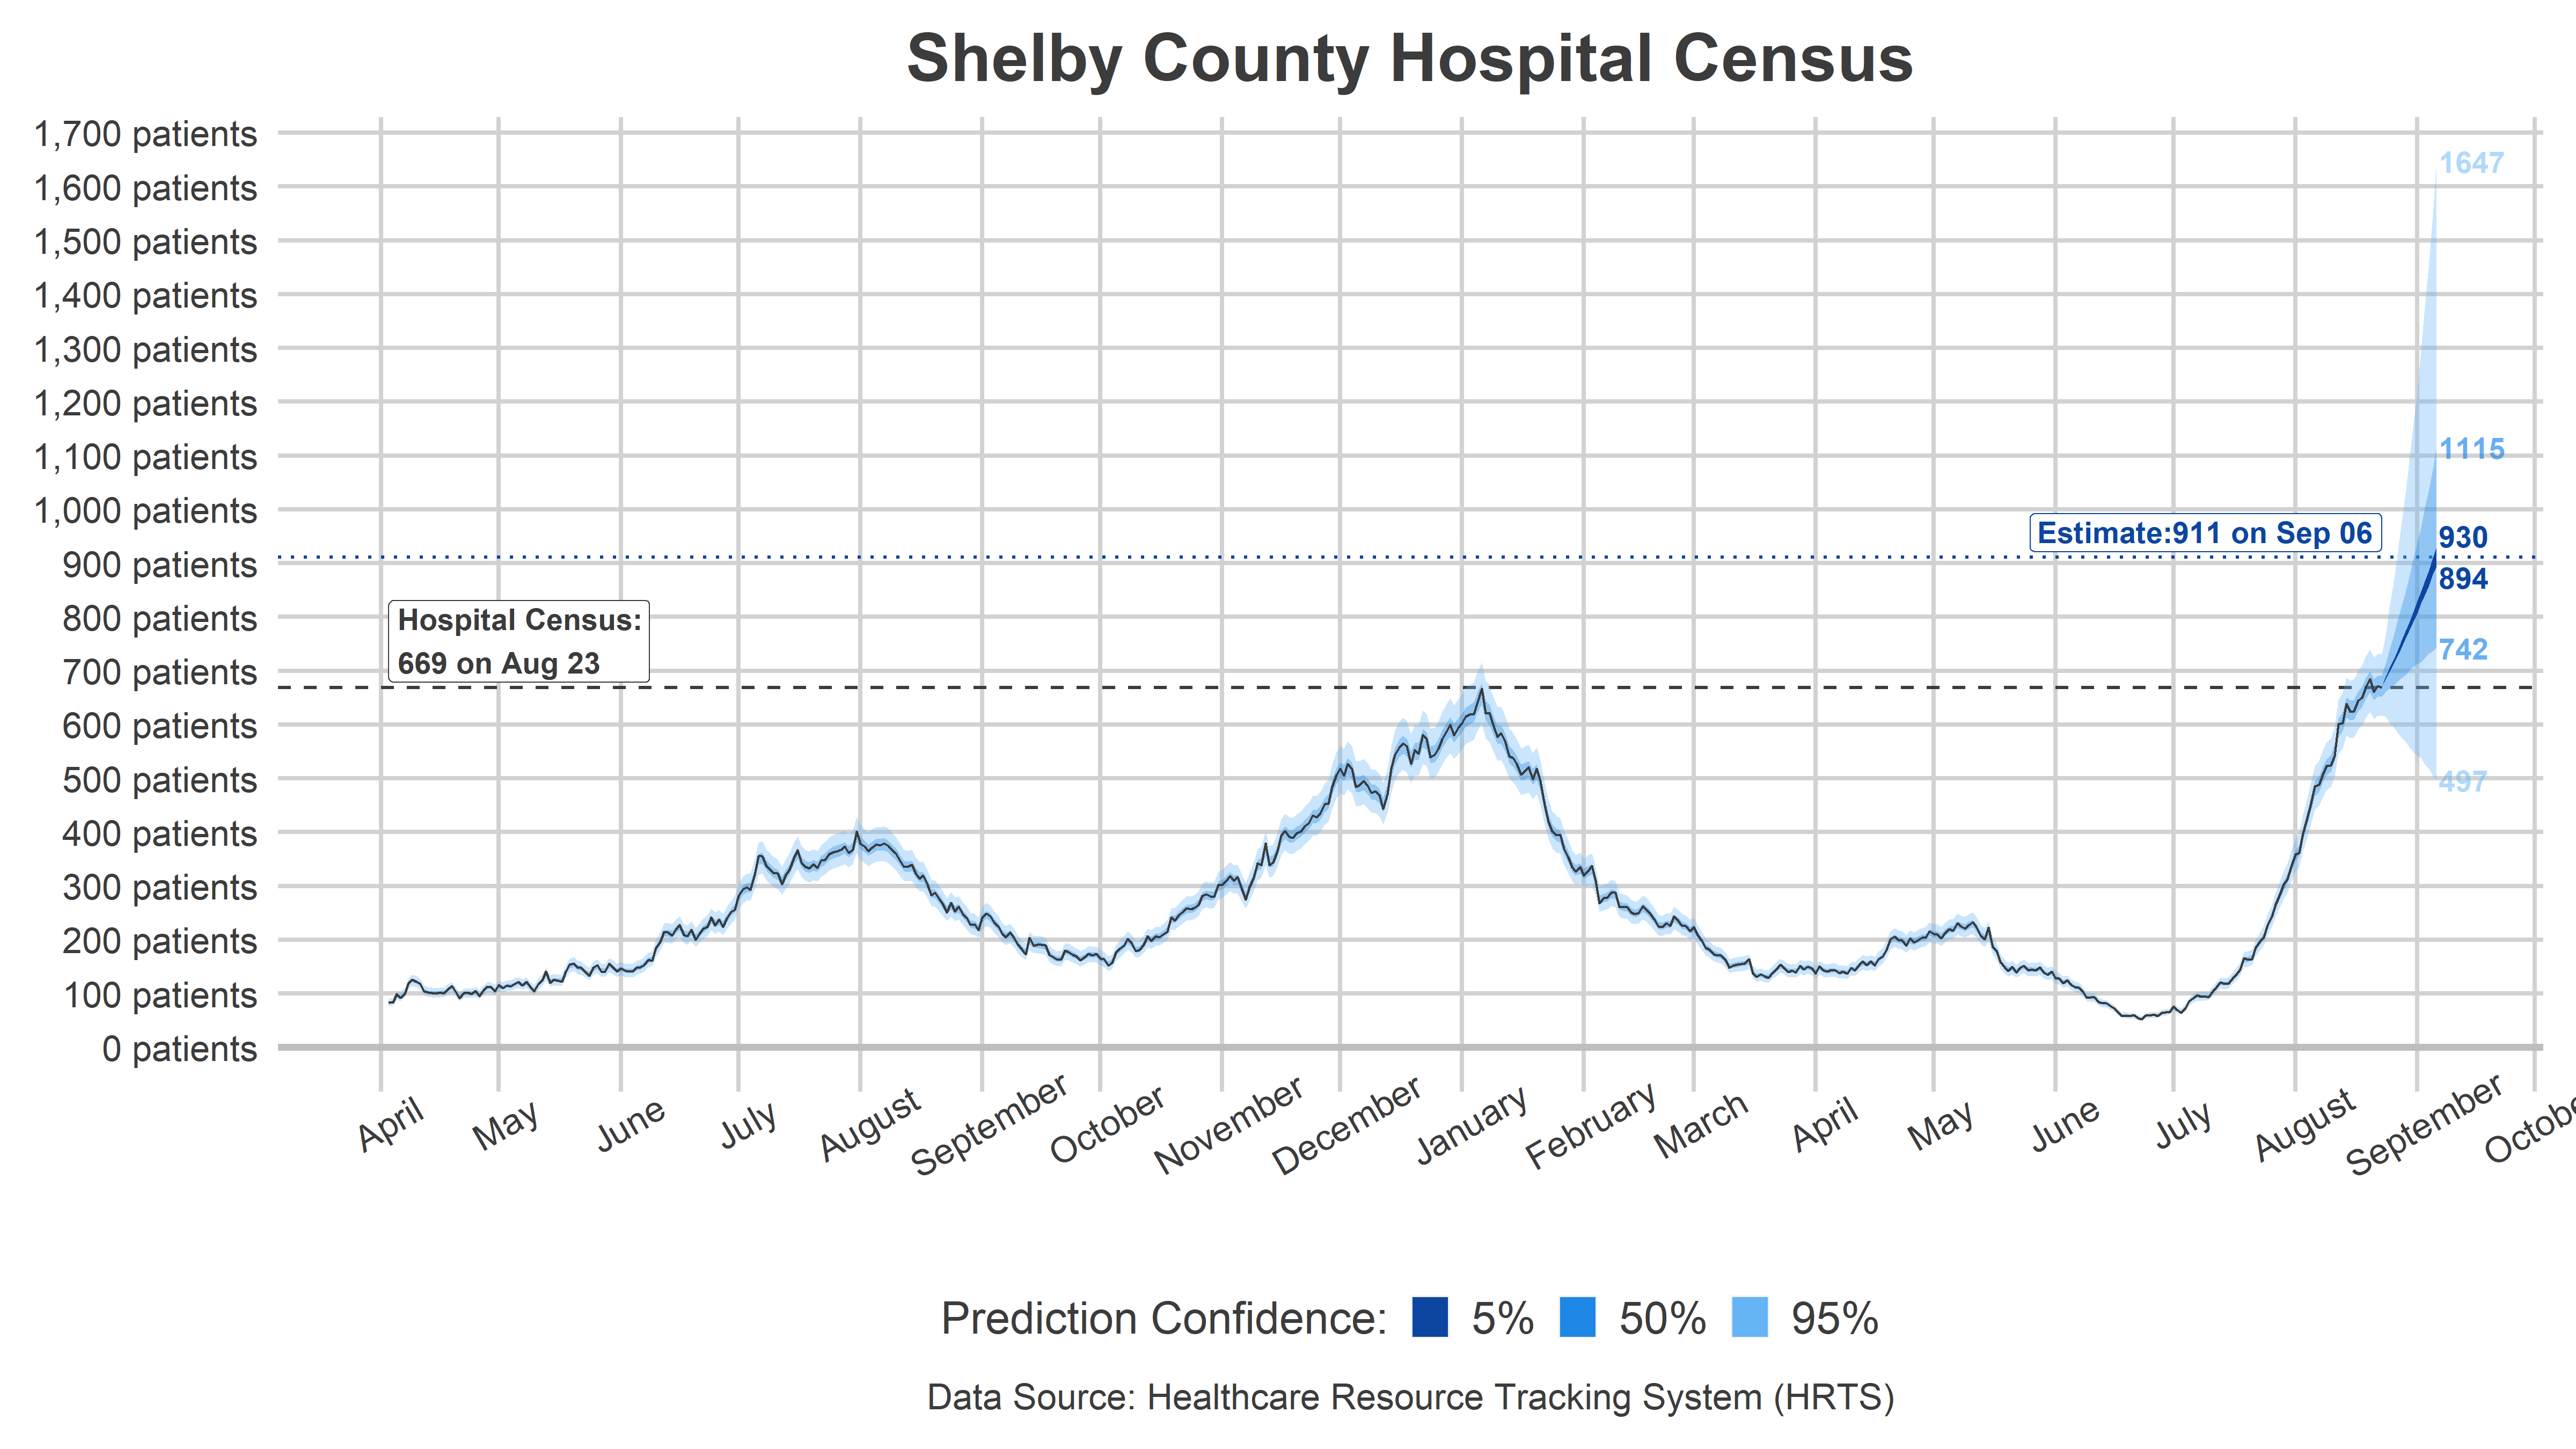 Shelby County Hospital Census
1,700 patients
1,600 patients
1,500 patients
1,400 patients
1,300 patients
1,200 patients
1,100 patients
1,000 patients
900 patients
800 patients
700 patients
600 patients
500 patients
400 patients
300 patients
200 patients
100 patients
0 patients
Hospital Census:
669 on Aug 23
Estimate:911 on Sep 06
1647
1115
930
894
742
497
April
May
June
July
August
September
October
November
December
January
February
March
April
May
June
July
August
September
Octobe
Prediction Confidence: 5% 50% 95%
Data Source: Healthcare Resource Tracking System (HRTS)